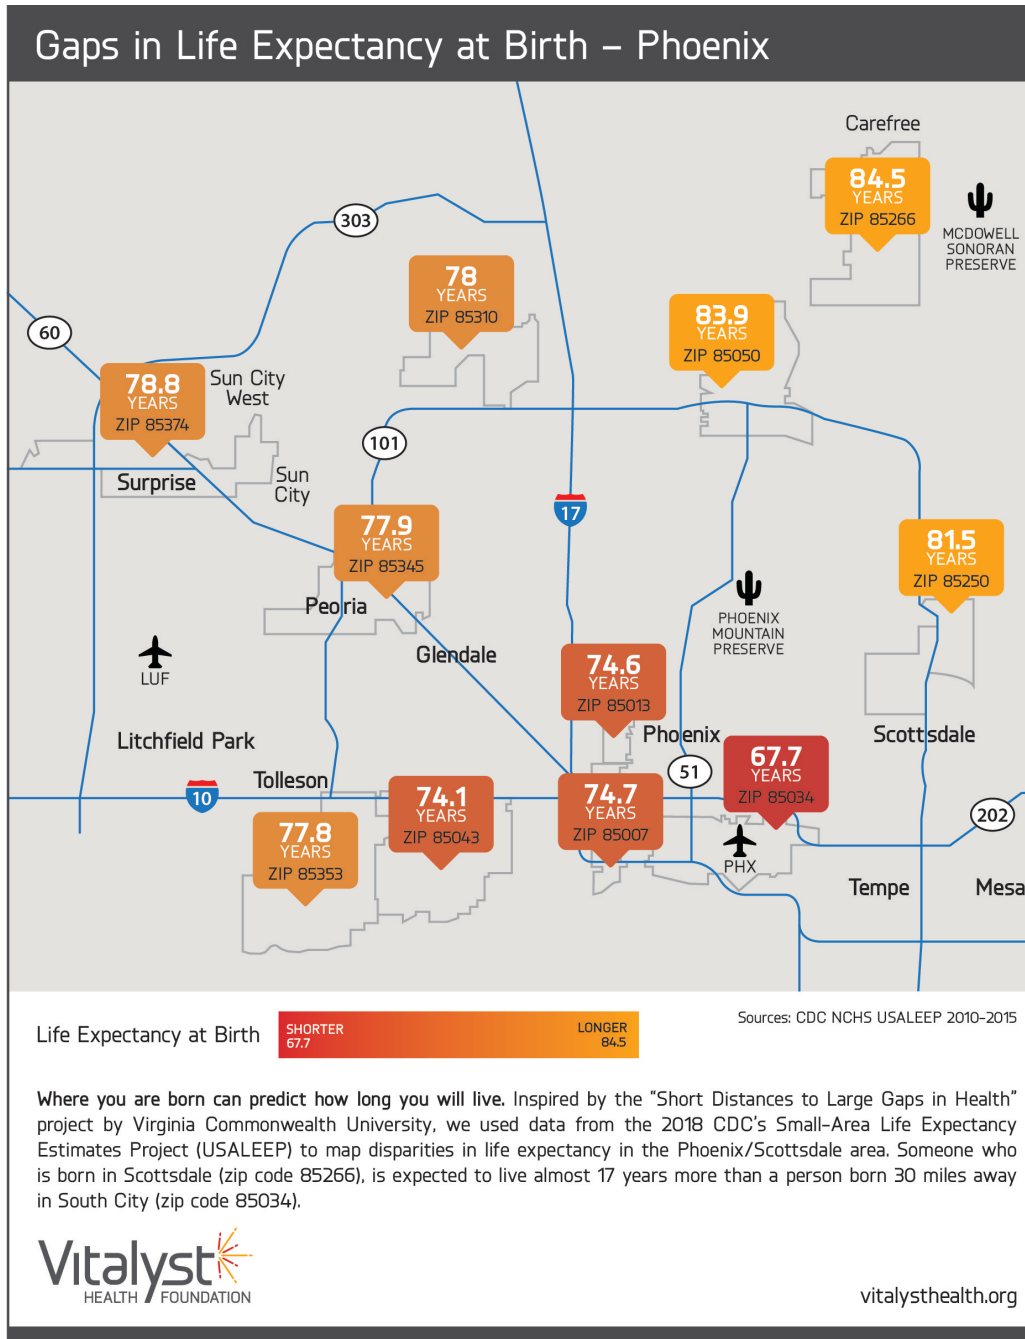 Gaps in Life Expectancy at Birth – Phoenix
Carefree
84.5
YEARS
ZIP 85266
MCDOWELL
SONORAN
PRESERVE
303
78
YEARS
ZIP 85310
83.9
YEARS
ZIP 85050
60
78.8
YEARS
ZIP 85374
Sun City
West
101
Surprise
Sun
City
17
77.9
YEARS
ZIP 85345
81.5
YEARS
ZIP 85250
Peoria
PHOENIX
MOUNTAIN
PRESERVE
Glendale
LUF
74.6
YEARS
ZIP 85013
Litchfield Park
Phoenix
Scottsdale
Tolleson
10
51
67.7
YEARS
ZIP 85034
74.1
YEARS
ZIP 85043
74.7
YEARS
ZIP 85007
202
77.8
YEARS
ZIP 85353
PHX
Tempe
Mesa
Life Expectancy at Birth
SHORTER
67.7
LONGER
84.5
Sources: CDC NCHS USALEEP 2010-2015
Where you are born can predict how long you will live. Inspired by the “Short Distances to Large Gaps in Health”
project by Virginia Commonwealth University, we used data from the 2018 CDC’s Small-Area Life Expectancy
Estimates Project (USALEEP) to map disparities in life expectancy in the Phoenix/Scottsdale area. Someone who
is born in Scottsdale (zip code 85266), is expected to live almost 17 years more than a person born 30 miles away
in South City (zip code 85034).
Vitalyst
HEALTH FOUNDATION
vitalysthealth.org